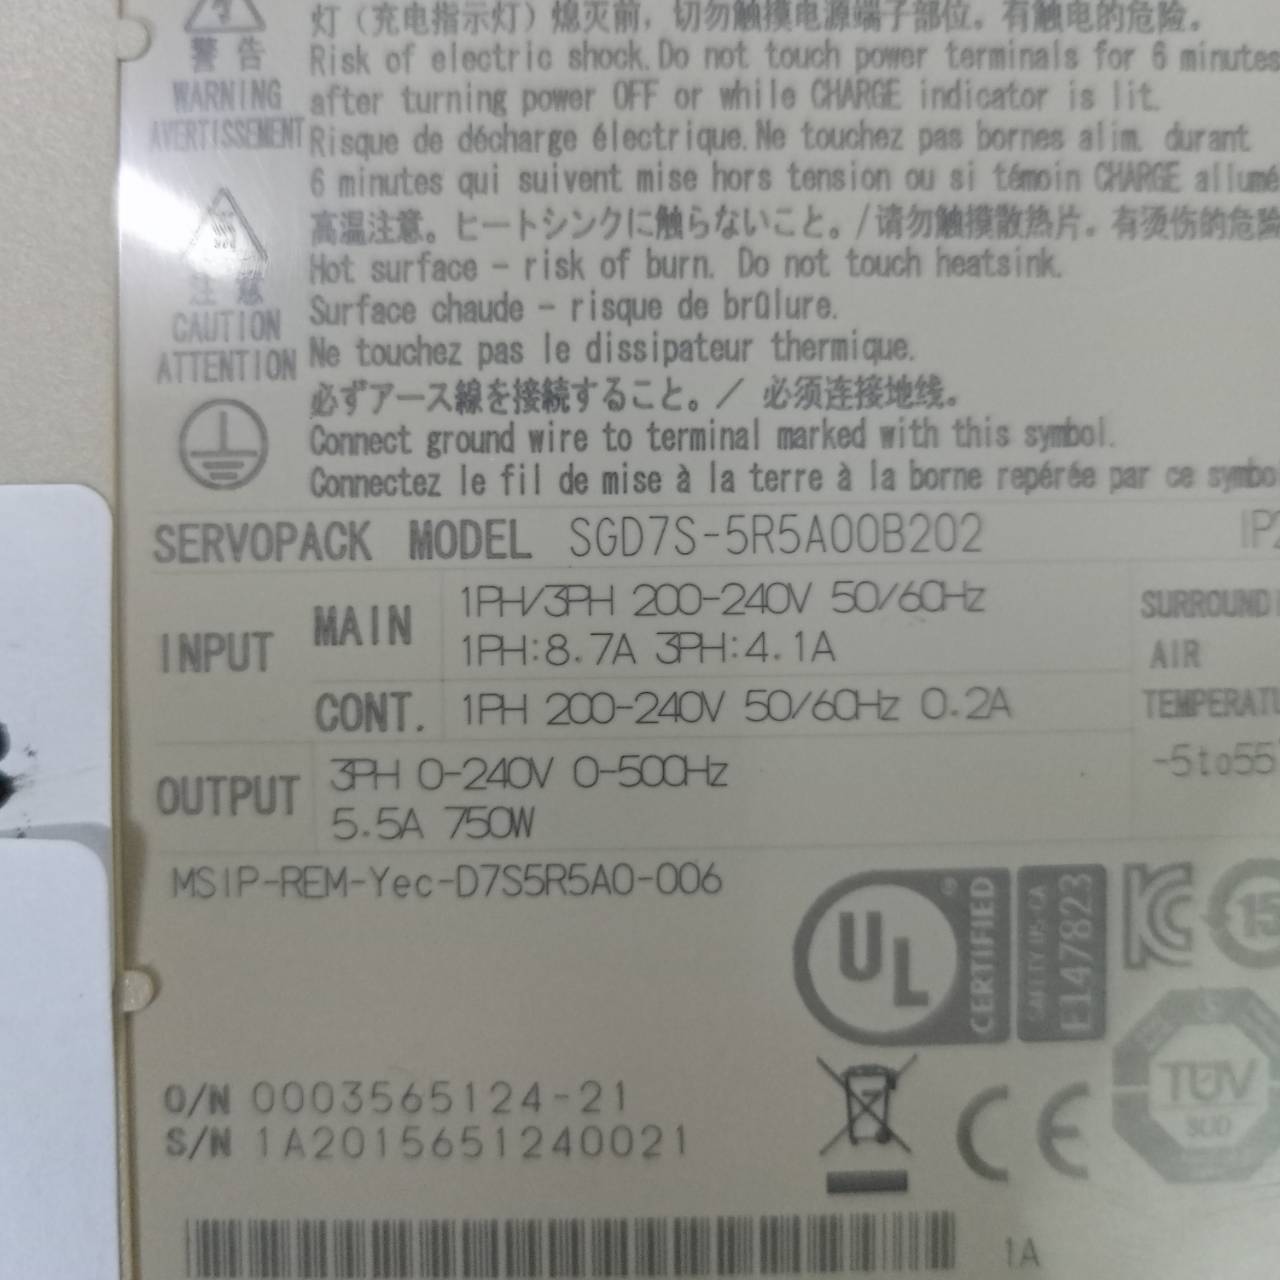 灯（充电指示灯）熄灭前，切勿触摸电源端子部位。有触电的危险。
警告
Risk of electric shock. Do not touch power terminals for 6 minutes
WARNING
after turning power OFF or while CHARGE indicator is lit.
AVERTISSEMENT
Risque de décharge électrique. Ne touchez pas bornes alim. durant
6 minutes qui suivent mise hors tension ou si témoin CHARGE allumé
高温注意。ヒートシンクに触らないこと。/请勿触摸散热片。有烫伤的危险
Hot surface - risk of burn. Do not touch heatsink.
注意
Surface chaude - risque de brûlure.
CAUTION
Ne touchez pas le dissipateur thermique.
ATTENTION
必ずアース線を接続すること。/ 必须连接地线。
Connect ground wire to terminal marked with this symbol.
Connectez le fil de mise à la terre à la borne repérée par ce symbo
SERVOPACK MODEL SGD7S-5R5A00B202 IP2
INPUT
MAIN
1PH/3PH 200-240V 50/60Hz
1PH:8.7A 3PH:4.1A
CONT.
1PH 200-240V 50/60Hz 0.2A
SURROUND
AIR
TEMPERATU
-5to55
OUTPUT
3PH 0-240V 0-500Hz
5.5A 750W
MSIP-REM-Yec-D7S5R5A0-006
UL
®
CERTIFIED
SAFETY US-CA
E147823
15
TÜV
SÜD
CE
O/N 0003565124-21
S/N 1A2015651240021
1A